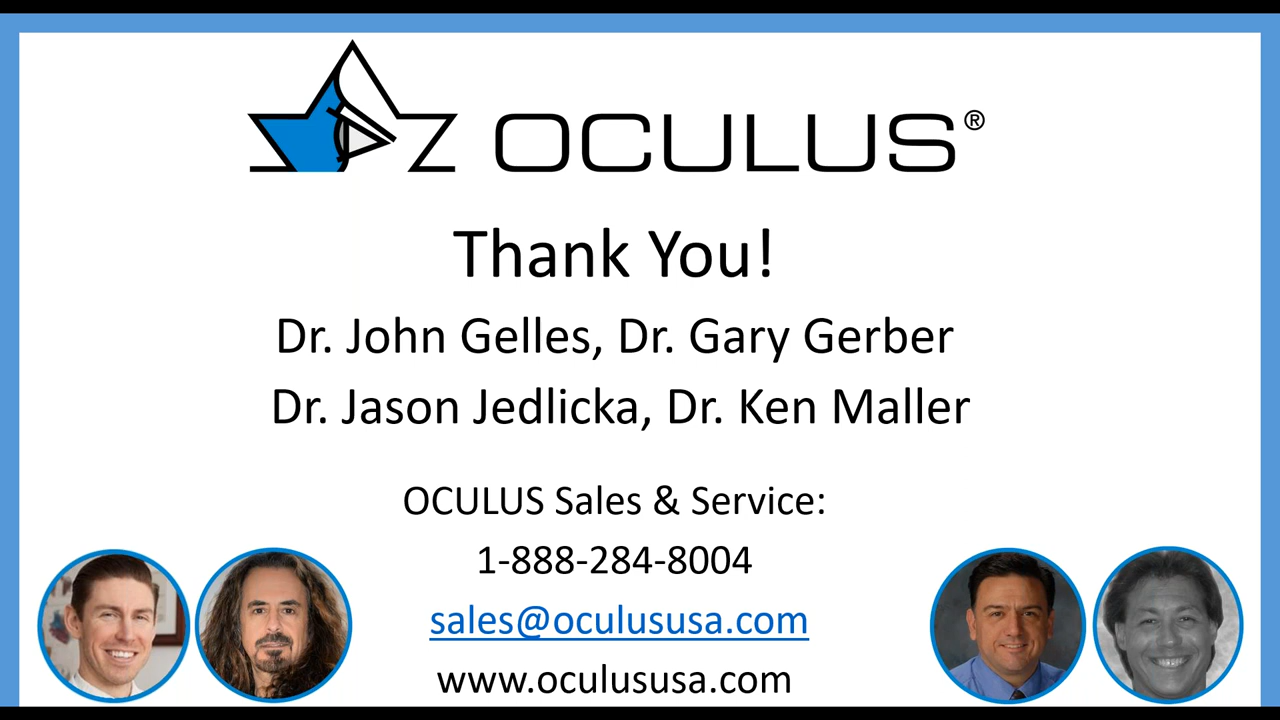 OCULUS®
Thank You!
Dr. John Gelles, Dr. Gary Gerber
Dr. Jason Jedlicka, Dr. Ken Maller
OCULUS Sales & Service:
1-888-284-8004
sales@oculususa.com
www.oculususa.com